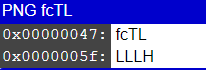 PNG fcTL
0x00000047: fcTL
0x0000005f: LLLH